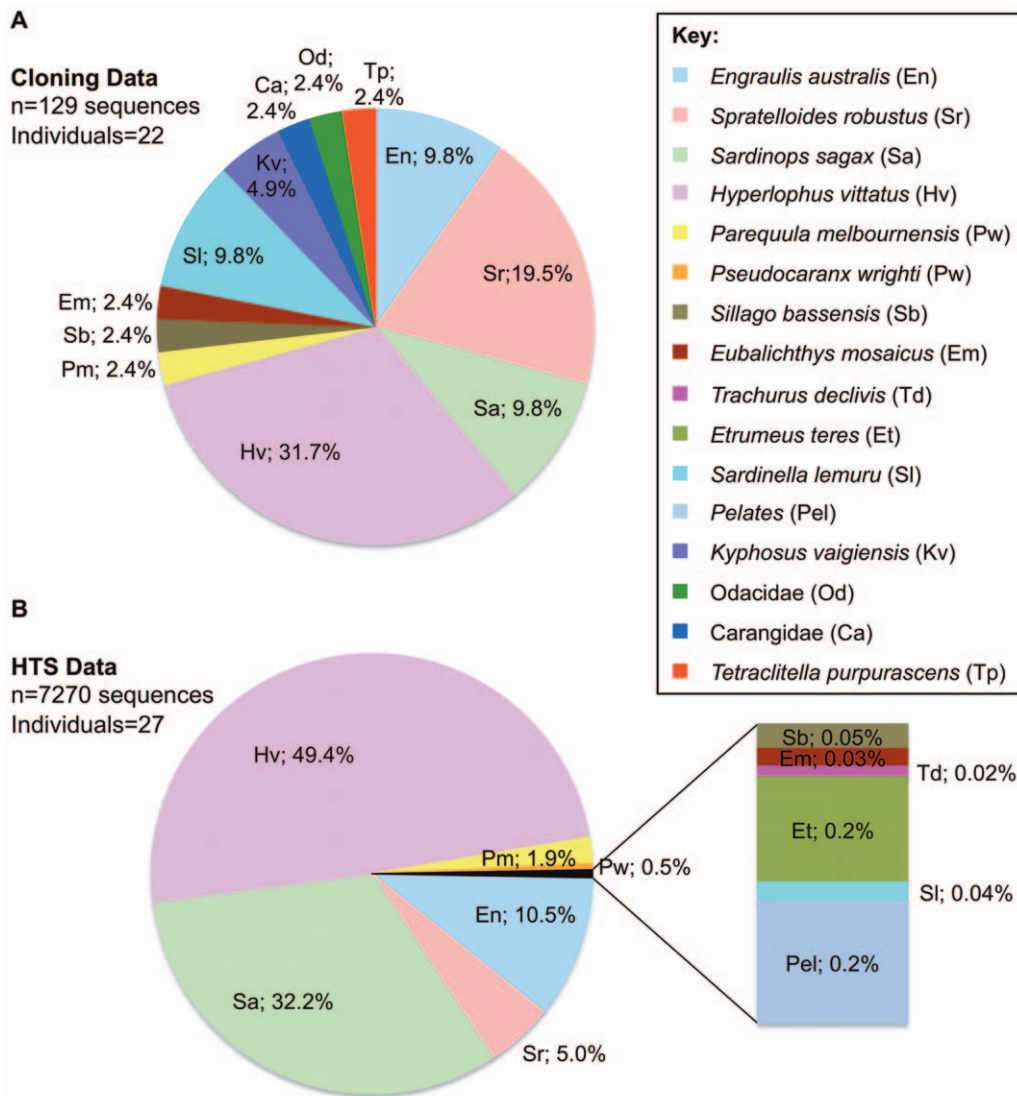 A
Cloning Data
n=129 sequences
Individuals=22
Od;
2.4%
Tp;
2.4%
Ca;
2.4%
Kv;
4.9%
En; 9.8%
Sl; 9.8%
Sr;19.5%
Em; 2.4%
Sb; 2.4%
Pm; 2.4%
Sa; 9.8%
Hv; 31.7%
Key:
Engraulis australis (En)
Spratelloides robustus (Sr)
Sardinops sagax (Sa)
Hyperlophus vittatus (Hv)
Parequula melbournensis (Pw)
Pseudocaranx wrighti (Pw)
Sillago bassensis (Sb)
Eubalichthys mosaicus (Em)
Trachurus declivis (Td)
Etrumeus teres (Et)
Sardinella lemuru (Sl)
Pelates (Pel)
Kyphosus vaigiensis (Kv)
Odacidae (Od)
Carangidae (Ca)
Tetraclitella purpurascens (Tp)
B
HTS Data
n=7270 sequences
Individuals=27
Hv; 49.4%
Pm; 1.9%
Pw; 0.5%
En; 10.5%
Sa; 32.2%
Sr; 5.0%
Sb; 0.05%
Em; 0.03%
Td; 0.02%
Et; 0.2%
Sl; 0.04%
Pel; 0.2%